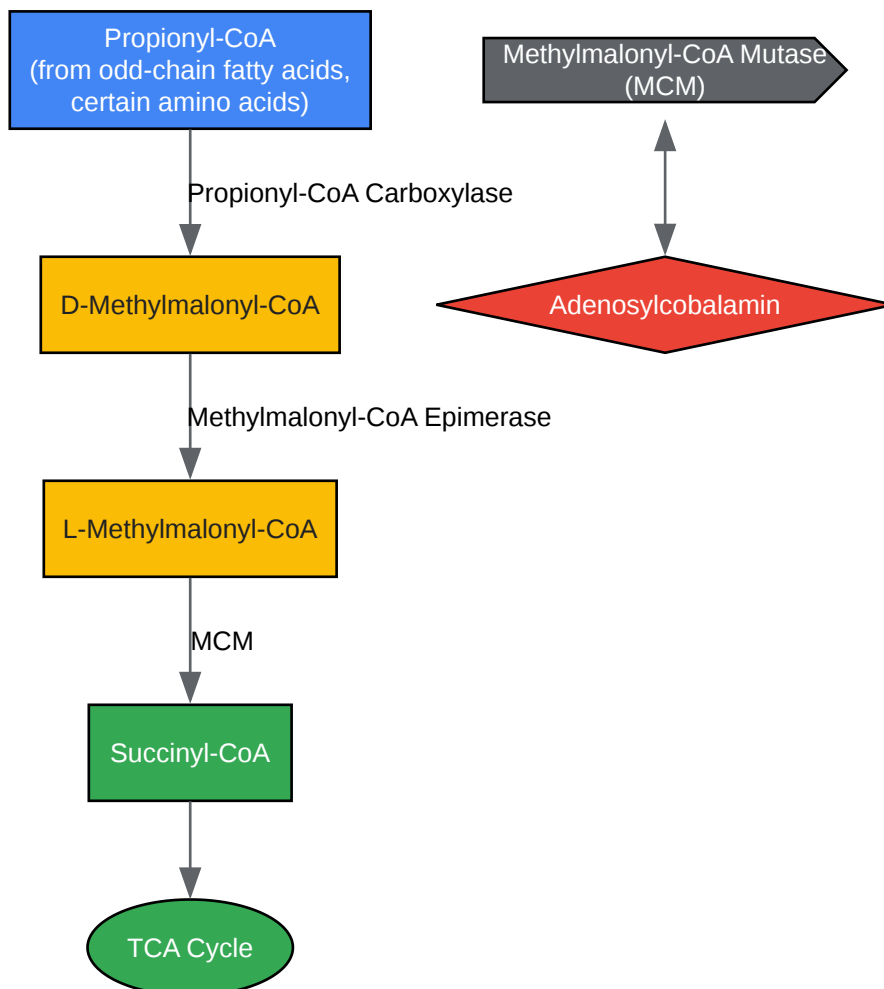 Propionyl-CoA
(from odd-chain fatty acids,
certain amino acids)
Methylmalonyl-CoA Mutase
(MCM)
Propionyl-CoA Carboxylase
D-Methylmalonyl-CoA
Adenosylcobalamin
Methylmalonyl-CoA Epimerase
L-Methylmalonyl-CoA
MCM
Succinyl-CoA
TCA Cycle